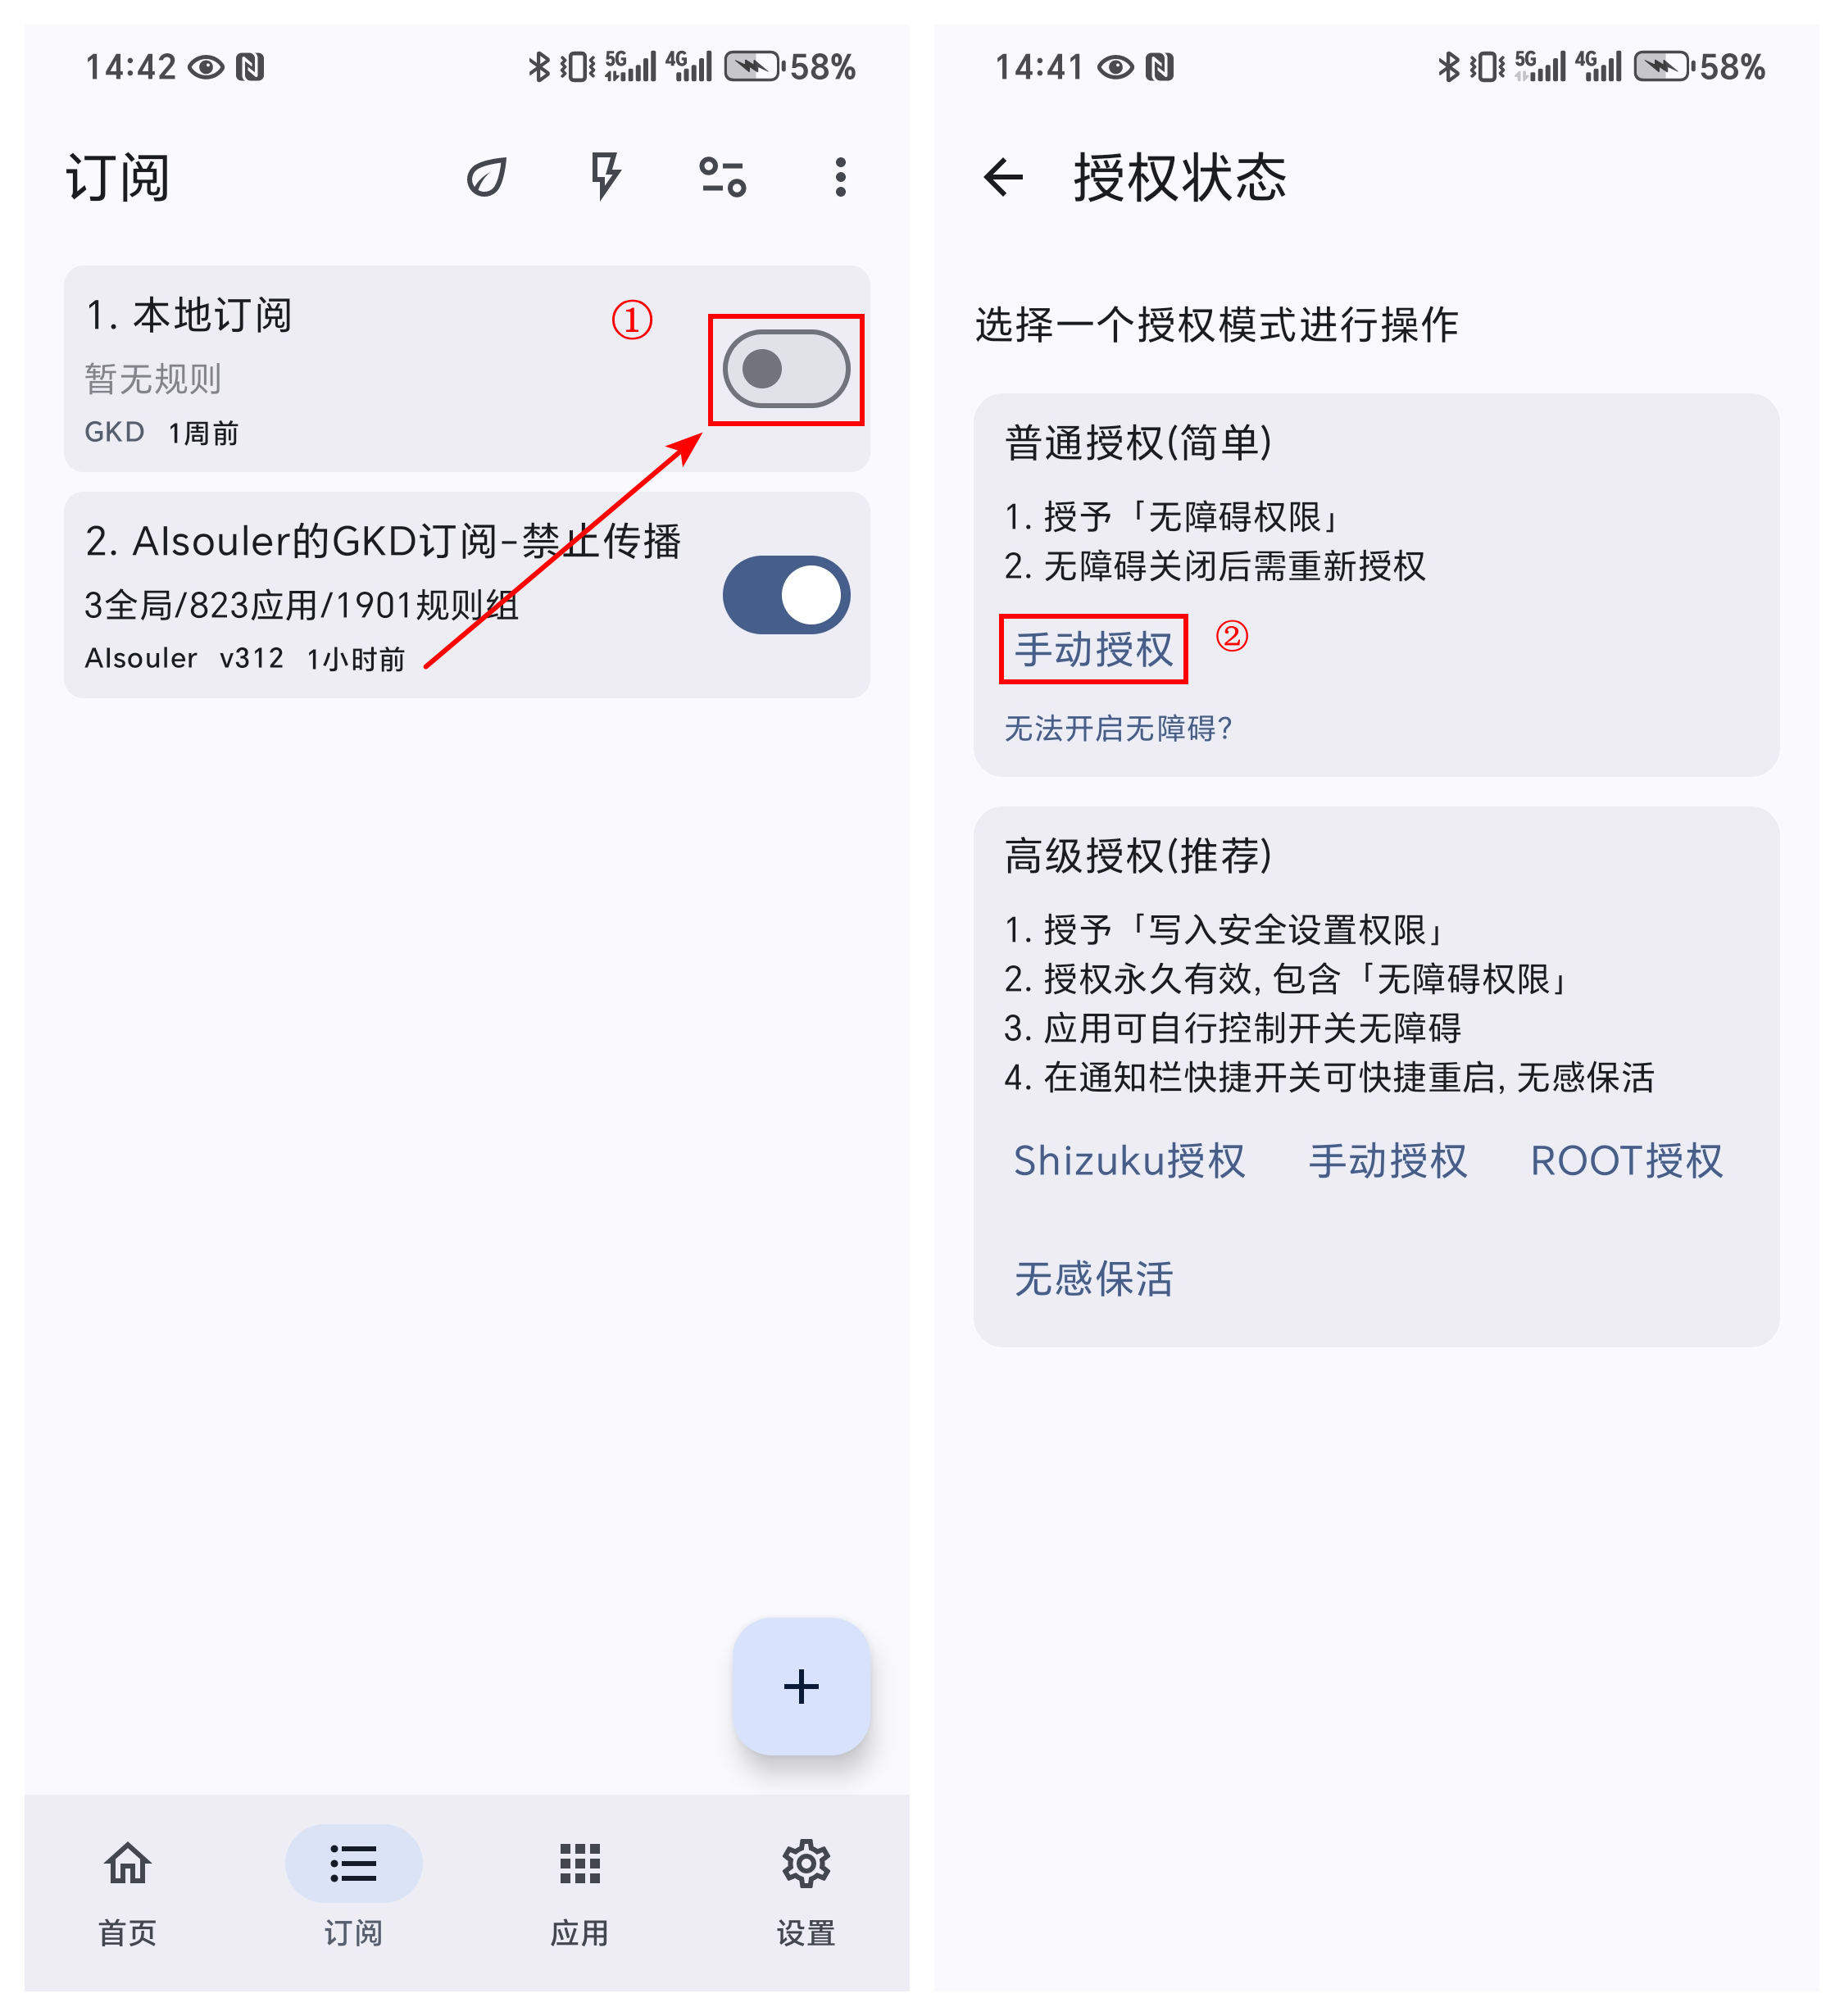 14:42
5G 4G 58%
订阅
1. 本地订阅
暂无规则
GKD 1周前
①
2. AIsouler的GKD订阅-禁止传播
3全局/823应用/1901规则组
AIsouler v312 1小时前
+
首页 订阅 应用 设置
14:41
5G 4G 58%
授权状态
选择一个授权模式进行操作
普通授权(简单)
1. 授予「无障碍权限」
2. 无障碍关闭后需重新授权
手动授权 ②
无法开启无障碍?
高级授权(推荐)
1. 授予「写入安全设置权限」
2. 授权永久有效, 包含「无障碍权限」
3. 应用可自行控制开关无障碍
4. 在通知栏快捷开关可快捷重启, 无感保活
Shizuku授权 手动授权 ROOT授权
无感保活